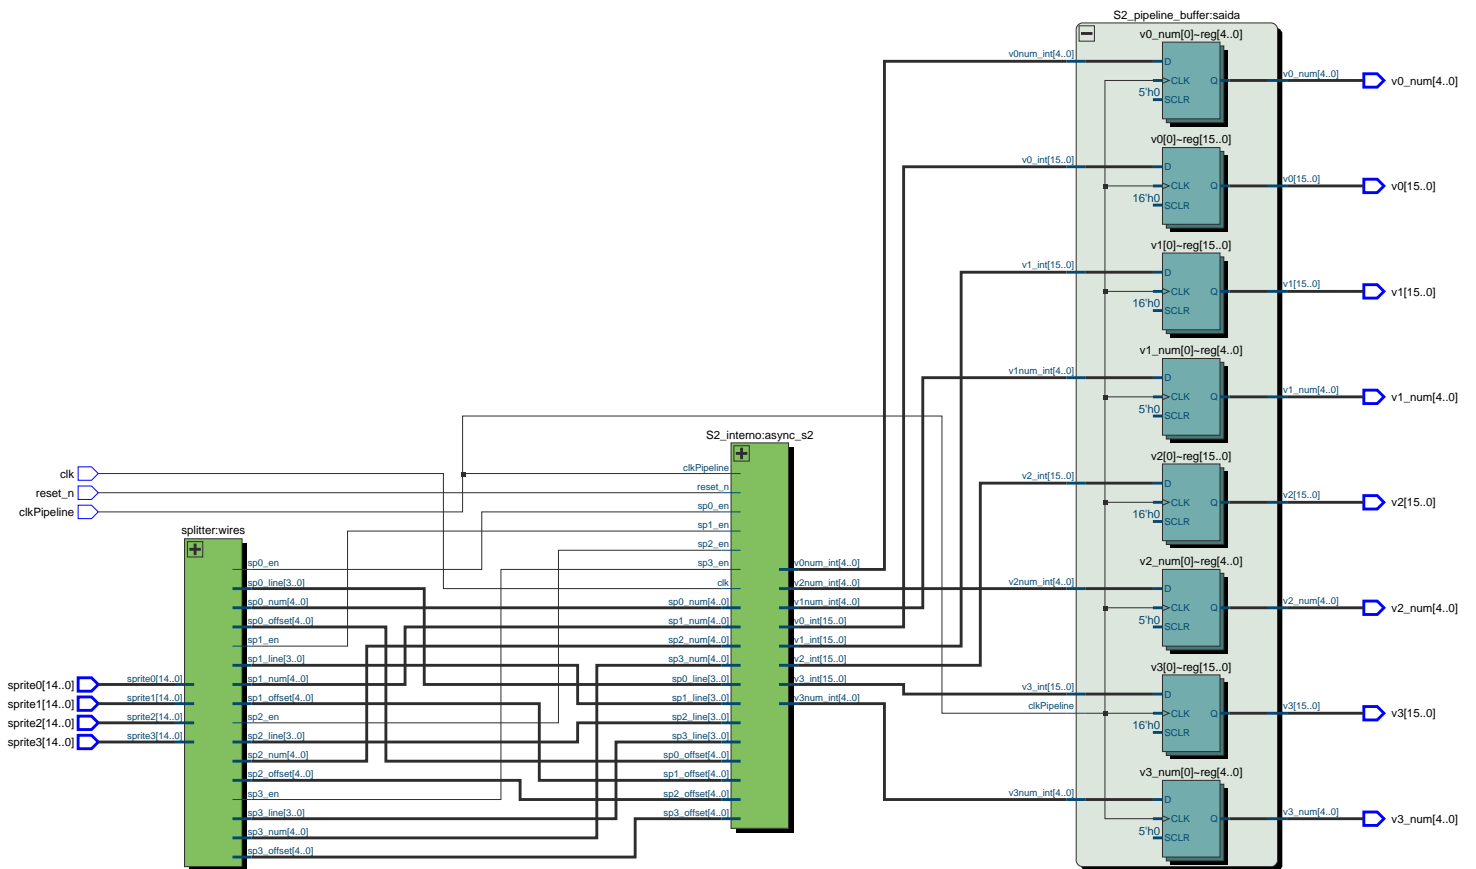 S2_pipeline_buffer:saida
v0_num[0]~reg[4..0]
v0num_int[4..0]
D
CLK
Q
5'h0
SCLR
v0_num[4..0]
v0_num[4..0]
v0[0]~reg[15..0]
v0_int[15..0]
D
CLK
Q
16'h0
SCLR
v0[15..0]
v0[15..0]
v1[0]~reg[15..0]
v1_int[15..0]
D
CLK
Q
16'h0
SCLR
v1[15..0]
v1[15..0]
v1_num[0]~reg[4..0]
v1num_int[4..0]
D
CLK
Q
5'h0
SCLR
v1_num[4..0]
v1_num[4..0]
v2[0]~reg[15..0]
v2_int[15..0]
D
CLK
Q
16'h0
SCLR
v2[15..0]
v2[15..0]
v2_num[0]~reg[4..0]
v2num_int[4..0]
D
CLK
Q
5'h0
SCLR
v2_num[4..0]
v2_num[4..0]
v3[0]~reg[15..0]
v3_int[15..0]
clkPipeline
D
CLK
Q
16'h0
SCLR
v3[15..0]
v3[15..0]
v3_num[0]~reg[4..0]
v3num_int[4..0]
D
CLK
Q
5'h0
SCLR
v3_num[4..0]
v3_num[4..0]
S2_interno:async_s2
clkPipeline
reset_n
sp0_en
sp1_en
sp2_en
sp3_en
clk
sp0_num[4..0]
sp1_num[4..0]
sp2_num[4..0]
sp3_num[4..0]
sp0_line[3..0]
sp1_line[3..0]
sp2_line[3..0]
sp3_line[3..0]
sp0_offset[4..0]
sp1_offset[4..0]
sp2_offset[4..0]
sp3_offset[4..0]
v0num_int[4..0]
v2num_int[4..0]
v1num_int[4..0]
v0_int[15..0]
v1_int[15..0]
v2_int[15..0]
v3_int[15..0]
v3num_int[4..0]
clk
reset_n
clkPipeline
splitter:wires
sp0_en
sp0_line[3..0]
sp0_num[4..0]
sp0_offset[4..0]
sp1_en
sp1_line[3..0]
sp1_num[4..0]
sp1_offset[4..0]
sp2_en
sp2_line[3..0]
sp2_num[4..0]
sp2_offset[4..0]
sp3_en
sp3_line[3..0]
sp3_num[4..0]
sp3_offset[4..0]
sprite0[14..0]
sprite1[14..0]
sprite2[14..0]
sprite3[14..0]
sprite0[14..0]
sprite1[14..0]
sprite2[14..0]
sprite3[14..0]